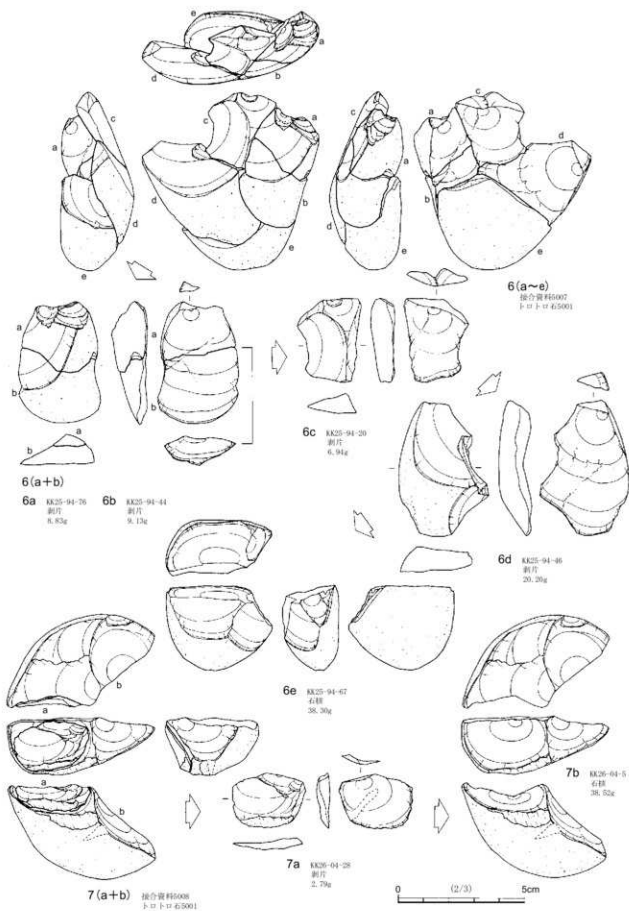 e
a
d
b
c
a
d
e
c
a
b
d
e
c
a
d
e
a
c
b
d
e
6(a~e)
接合資料5007
トロトロ石5001
a
b
a
b
a
b
6(a+b)
6a KK25-94-76
剥片
8.83g
6b KK25-94-44
剥片
9.13g
6c KK25-94-20
剥片
6.94g
6d KK25-94-46
剥片
20.26g
6e KK25-94-67
石核
38.30g
b
a
a
b
7(a+b) 接合資料5008
トロトロ石5001
7a KK26-04-28
剥片
2.79g
7b KK26-04-5
石核
38.52g
0 (2/3) 5cm